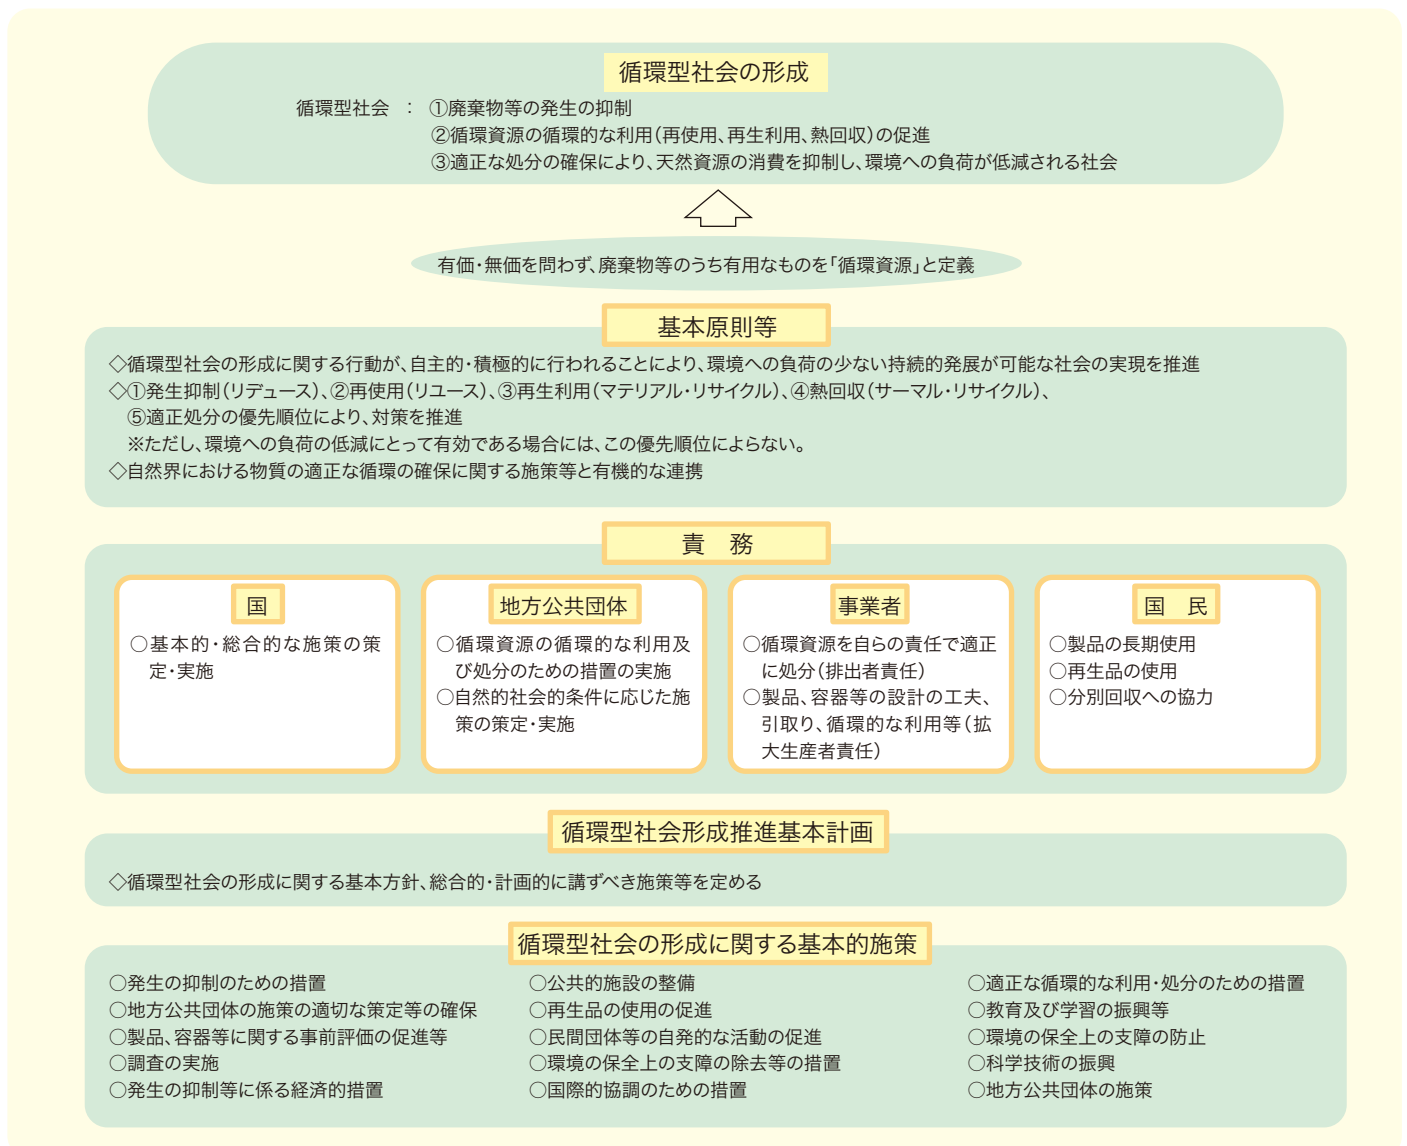 循環型社会の形成
循環型社会 : ①廃棄物等の発生の抑制
②循環資源の循環的な利用(再使用、再生利用、熱回収)の促進
③適正な処分の確保により、天然資源の消費を抑制し、環境への負荷が低減される社会
有価・無価を問わず、廃棄物等のうち有用なものを「循環資源」と定義
基本原則等
◇循環型社会の形成に関する行動が、自主的・積極的に行われることにより、環境への負荷の少ない持続的発展が可能な社会の実現を推進
◇①発生抑制(リデュース)、②再使用(リユース)、③再生利用(マテリアル・リサイクル)、④熱回収(サーマル・リサイクル)、
⑤適正処分の優先順位により、対策を推進
※ただし、環境への負荷の低減にとって有効である場合には、この優先順位によらない。
◇自然界における物質の適正な循環の確保に関する施策等と有機的な連携
責　務
国
○基本的・総合的な施策の策
定・実施
地方公共団体
○循環資源の循環的な利用及
び処分のための措置の実施
○自然的社会的条件に応じた施
策の策定・実施
事業者
○循環資源を自らの責任で適正
に処分(排出者責任)
○製品、容器等の設計の工夫、
引取り、循環的な利用等(拡
大生産者責任)
国　民
○製品の長期使用
○再生品の使用
○分別回収への協力
循環型社会形成推進基本計画
◇循環型社会の形成に関する基本方針、総合的・計画的に講ずべき施策等を定める
循環型社会の形成に関する基本的施策
○発生の抑制のための措置
○地方公共団体の施策の適切な策定等の確保
○製品、容器等に関する事前評価の促進等
○調査の実施
○発生の抑制等に係る経済的措置
○公共的施設の整備
○再生品の使用の促進
○民間団体等の自発的な活動の促進
○環境の保全上の支障の除去等の措置
○国際的協調のための措置
○適正な循環的な利用・処分のための措置
○教育及び学習の振興等
○環境の保全上の支障の防止
○科学技術の振興
○地方公共団体の施策